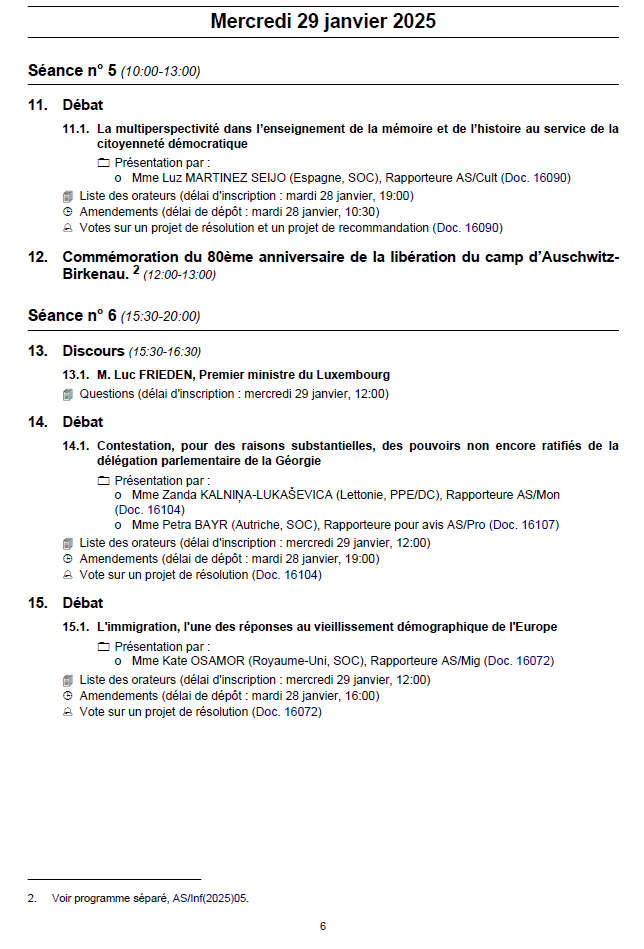 Mercredi 29 janvier 2025
Séance n° 5 (10:00-13:00)
11. Débat
11.1. La multiperspectivité dans l'enseignement de la mémoire et de l'histoire au service de la
citoyenneté démocratique
Présentation par :
o Mme Luz MARTINEZ SEIJO (Espagne, SOC), Rapporteure AS/Cult (Doc. 16090)
Liste des orateurs (délai d'inscription : mardi 28 janvier, 19:00)
Amendements (délai de dépôt : mardi 28 janvier, 10:30)
Votes sur un projet de résolution et un projet de recommandation (Doc. 16090)
12. Commémoration du 80ème anniversaire de la libération du camp d'Auschwitz-
Birkenau. 2 (12:00-13:00)
Séance n° 6 (15:30-20:00)
13. Discours (15:30-16:30)
13.1. M. Luc FRIEDEN, Premier ministre du Luxembourg
Questions (délai d'inscription : mercredi 29 janvier, 12:00)
14. Débat
14.1. Contestation, pour des raisons substantielles, des pouvoirs non encore ratifiés de la
délégation parlementaire de la Géorgie
Présentation par :
o Mme Zanda KALNIŅA-LUKAŠEVICA (Lettonie, PPE/DC), Rapporteure AS/Mon
(Doc. 16104)
o Mme Petra BAYR (Autriche, SOC), Rapporteure pour avis AS/Pro (Doc. 16107)
Liste des orateurs (délai d'inscription : mercredi 29 janvier, 12:00)
Amendements (délai de dépôt : mardi 28 janvier, 19:00)
Vote sur un projet de résolution (Doc. 16104)
15. Débat
15.1. L'immigration, l'une des réponses au vieillissement démographique de l'Europe
Présentation par :
o Mme Kate OSAMOR (Royaume-Uni, SOC), Rapporteure AS/Mig (Doc. 16072)
Liste des orateurs (délai d'inscription : mercredi 29 janvier, 12:00)
Amendements (délai de dépôt : mardi 28 janvier, 16:00)
Vote sur un projet de résolution (Doc. 16072)
2. Voir programme séparé, AS/Inf(2025)05.
6